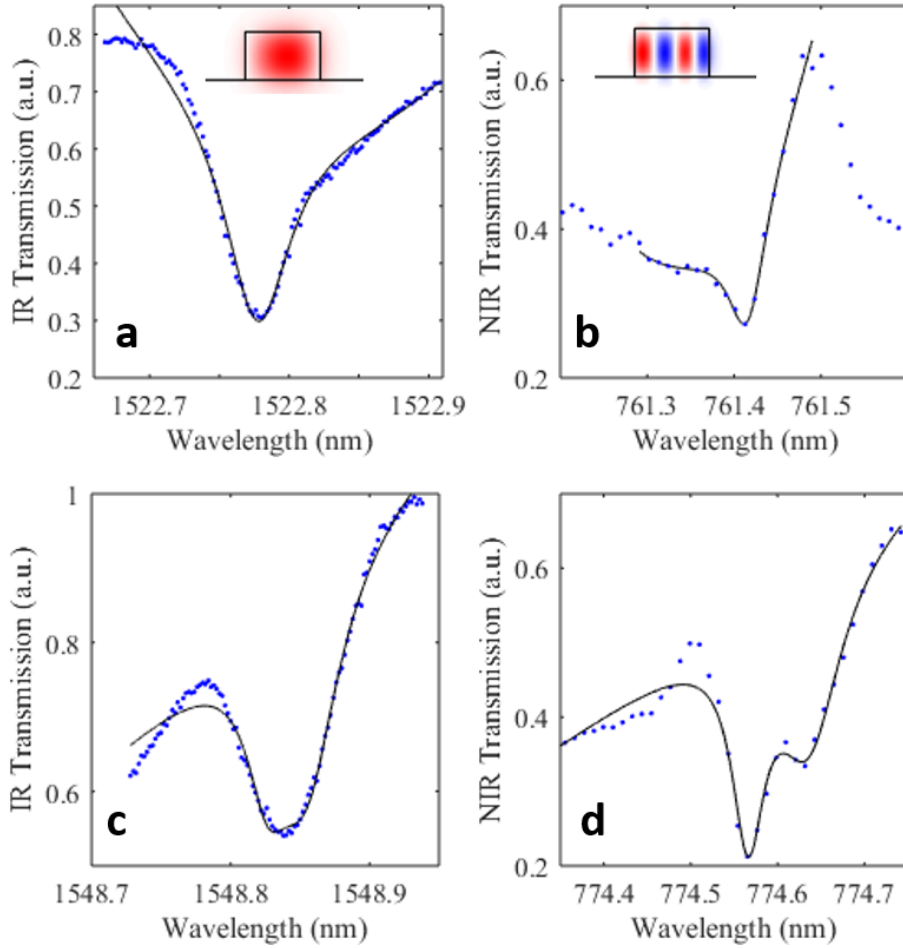 IR Transmission (a.u.)
0.8
0.7
0.6
0.5
0.4
0.3
0.2
a
1522.7 1522.8 1522.9
Wavelength (nm)
NIR Transmission (a.u.)
0.6
0.4
0.2
b
761.3 761.4 761.5
Wavelength (nm)
IR Transmission (a.u.)
1
0.8
0.6
c
1548.7 1548.8 1548.9
Wavelength (nm)
NIR Transmission (a.u.)
0.6
0.4
0.2
d
774.4 774.5 774.6 774.7
Wavelength (nm)